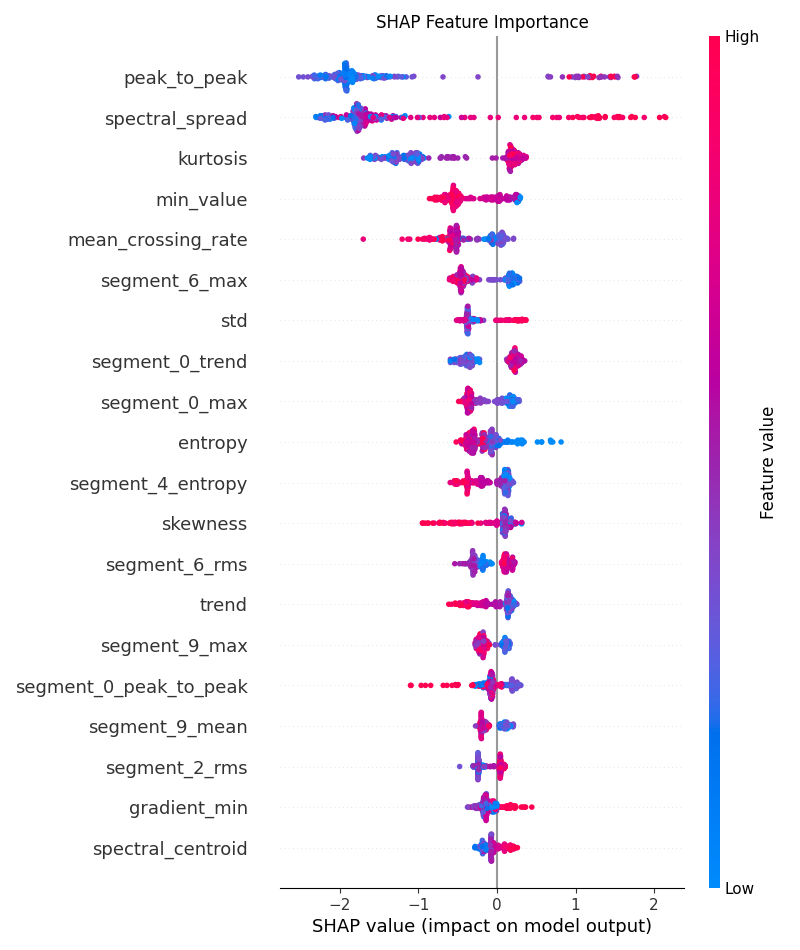 SHAP Feature Importance
High
peak_to_peak
spectral_spread
kurtosis
min_value
mean_crossing_rate
segment_6_max
std
segment_0_trend
segment_0_max
entropy
segment_4_entropy
skewness
segment_6_rms
trend
segment_9_max
segment_0_peak_to_peak
segment_9_mean
segment_2_rms
gradient_min
spectral_centroid
Feature value
Low
−2 −1 0 1 2
SHAP value (impact on model output)